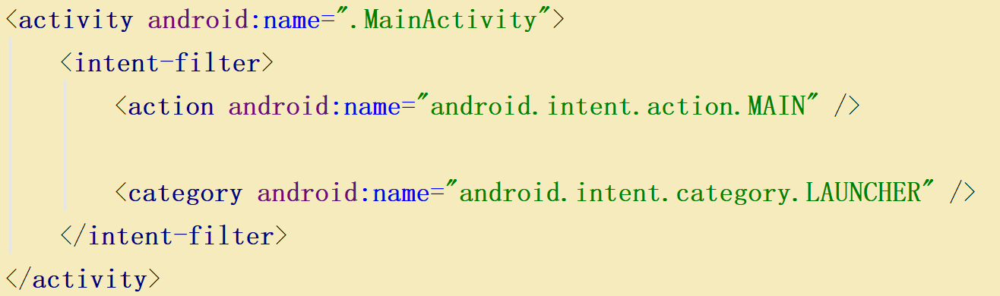 <activity android:name=".MainActivity">
<intent-filter>
<action android:name="android.intent.action.MAIN" />
<category android:name="android.intent.category.LAUNCHER" />
</intent-filter>
</activity>